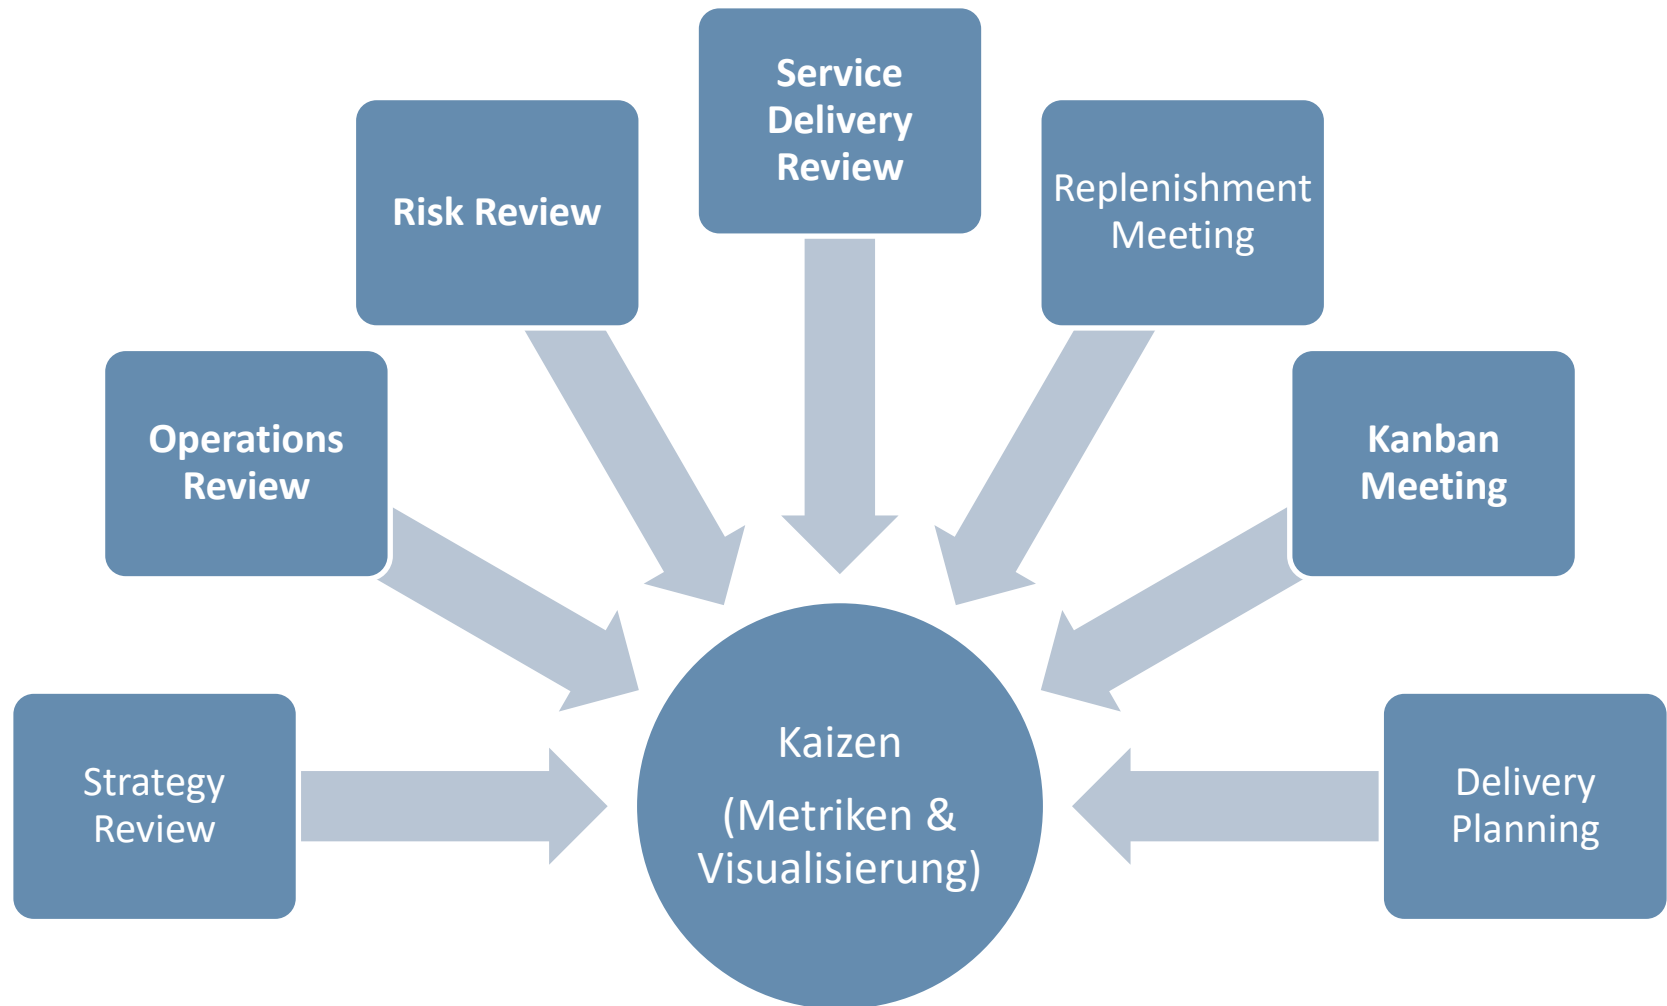 Service
Delivery
Review
Risk Review
Replenishment
Meeting
Operations
Review
Kanban
Meeting
Strategy
Review
Kaizen
(Metriken &
Visualisierung)
Delivery
Planning